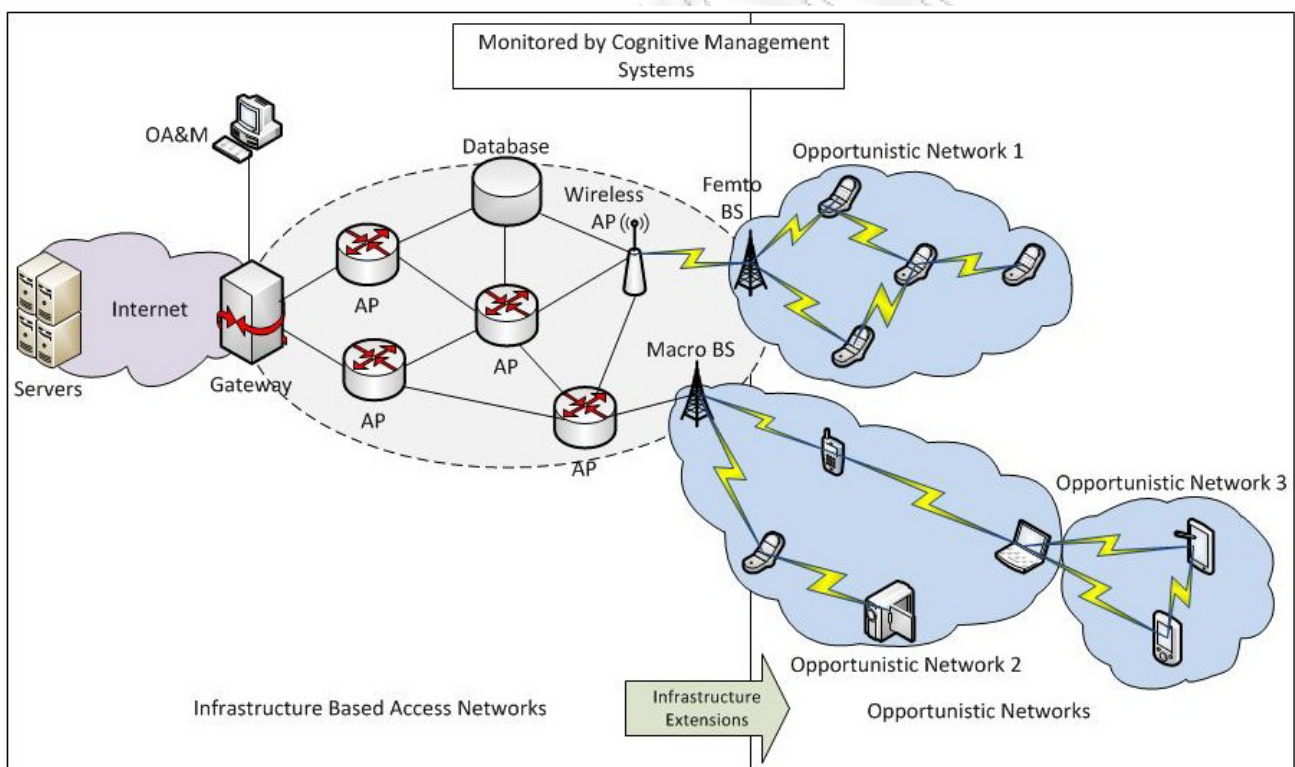 Monitored by Cognitive Management
Systems
OA&M
Database
Wireless
AP
Femto
BS
Opportunistic Network 1
Internet
Servers
Gateway
AP
AP
AP
AP
Macro BS
Opportunistic Network 3
Opportunistic Network 2
Infrastructure Based Access Networks
Infrastructure
Extensions
Opportunistic Networks